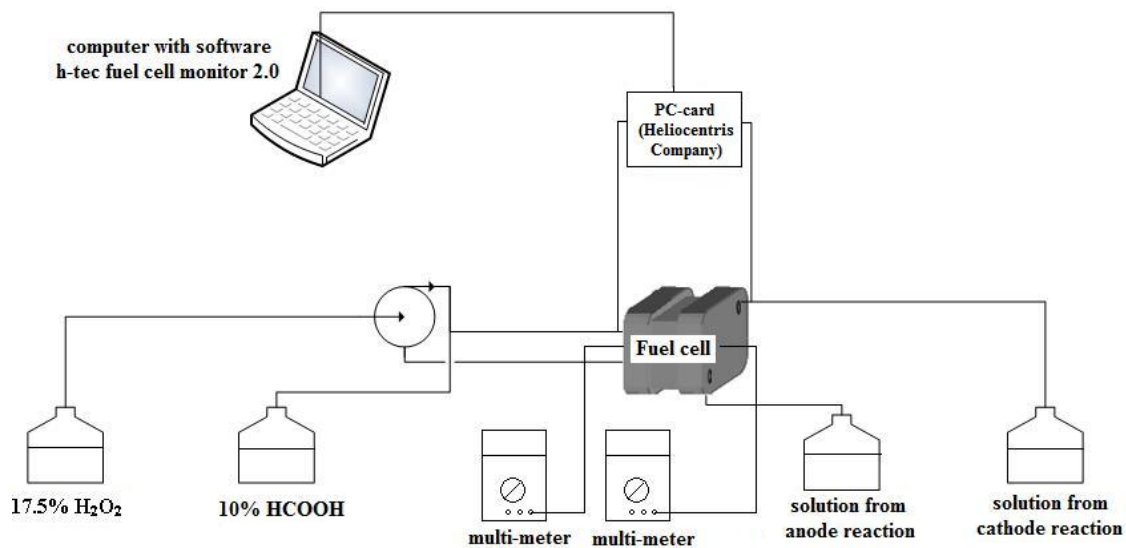 computer with software
h-tec fuel cell monitor 2.0
PC-card
(Heliocentris
Company)
Fuel cell
17.5% H₂O₂
10% HCOOH
multi-meter
multi-meter
solution from
anode reaction
solution from
cathode reaction